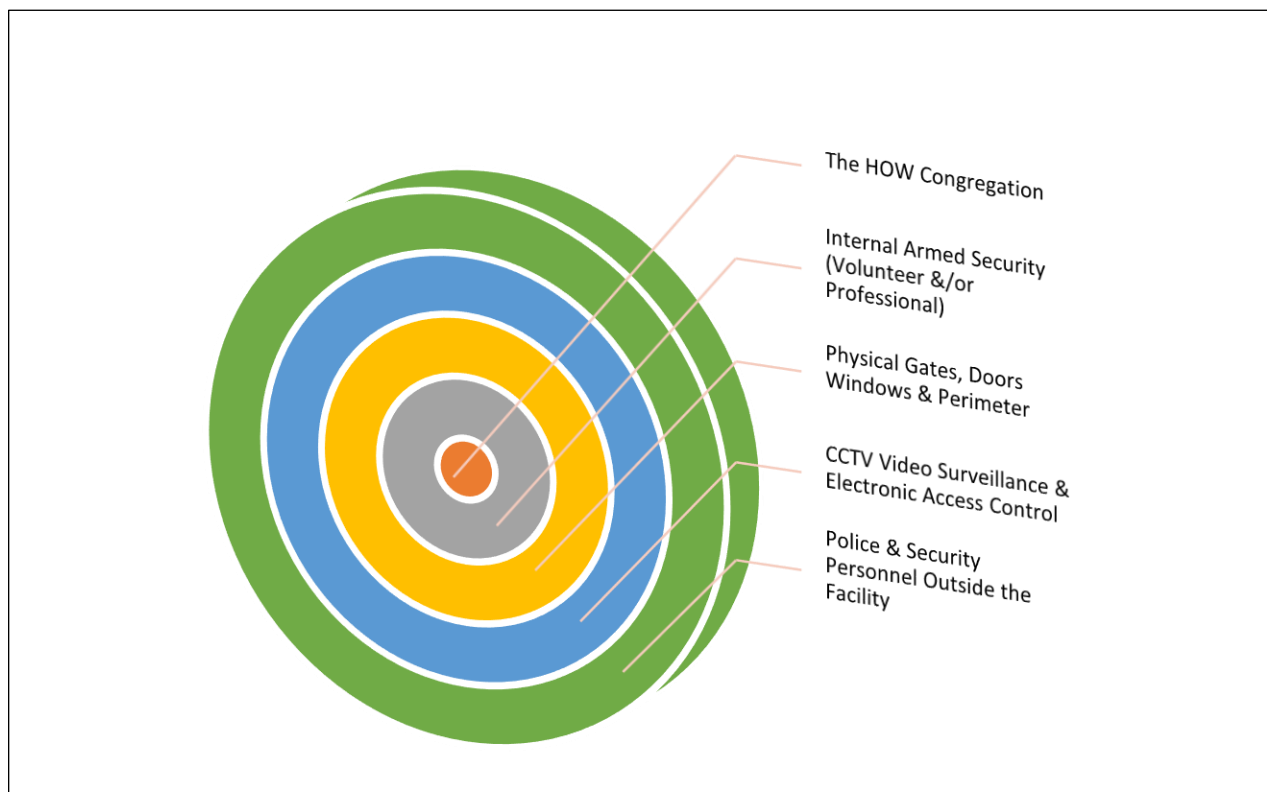 The HOW Congregation
Internal Armed Security
(Volunteer &/or
Professional)
Physical Gates, Doors
Windows & Perimeter
CCTV Video Surveillance &
Electronic Access Control
Police & Security
Personnel Outside the
Facility